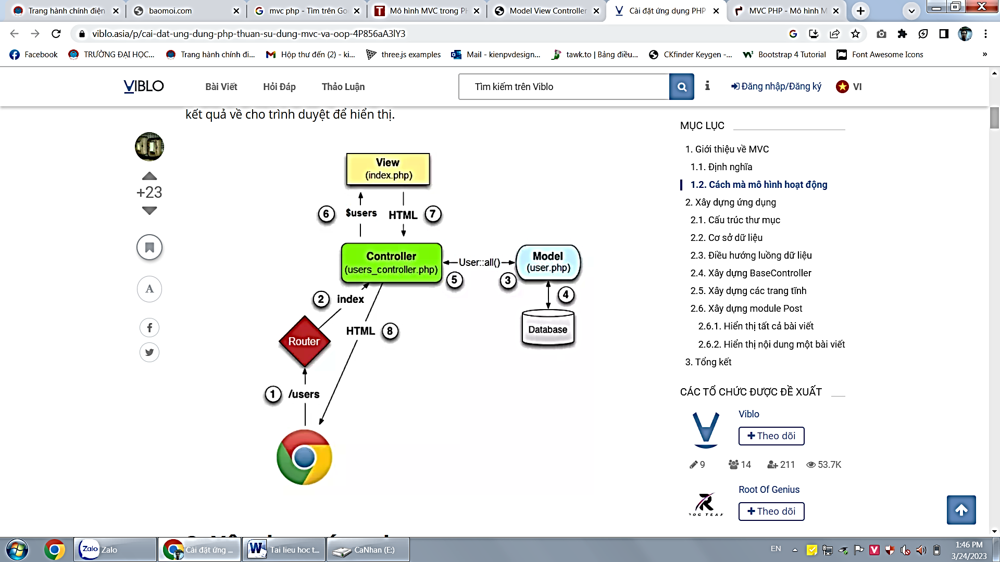 Trang hành chính điện
baomoi.com
mvc php - Tìm trên Go
Mô hình MVC trong PH
Model View Controller
Cài đặt ứng dụng PHP
MVC PHP - Mô hình M
viblo.asia/p/cai-dat-ung-dung-php-thuan-su-dung-mvc-va-oop-4P856aA3lY3
Facebook
TRƯỜNG ĐẠI HỌC...
Trang hành chính đi...
Hộp thư đến (2) - ki...
three.js examples
Mail - kienpvdesign...
tawk.to | Bảng điều...
CKfinder Keygen -...
Bootstrap 4 Tutorial
Font Awesome Icons
»
VIBLO
Bài Viết
Hỏi Đáp
Thảo Luận
Tìm kiếm trên Viblo
Đăng nhập/Đăng ký
VI
kết quả về cho trình duyệt để hiển thị.
+23
A
View
(index.php)
6
$users
HTML
7
Controller
(users_controller.php)
User::all()
Model
(user.php)
5
3
4
2
index
Database
HTML
8
Router
1
/users
MỤC LỤC
1. Giới thiệu về MVC
1.1. Định nghĩa
1.2. Cách mà mô hình hoạt động
2. Xây dựng ứng dụng
2.1. Cấu trúc thư mục
2.2. Cơ sở dữ liệu
2.3. Điều hướng luồng dữ liệu
2.4. Xây dựng BaseController
2.5. Xây dựng các trang tĩnh
2.6. Xây dựng module Post
2.6.1. Hiển thị tất cả bài viết
2.6.2. Hiển thị nội dung một bài viết
3. Tổng kết
CÁC TỔ CHỨC ĐƯỢC ĐỀ XUẤT
Viblo
Theo dõi
9
14
211
53.7K
Root Of Genius
Theo dõi
Zalo
Zalo
Cài đặt ứng ...
Tai lieu hoc t...
CaNhan (E:)
EN
1:46 PM
3/24/2023